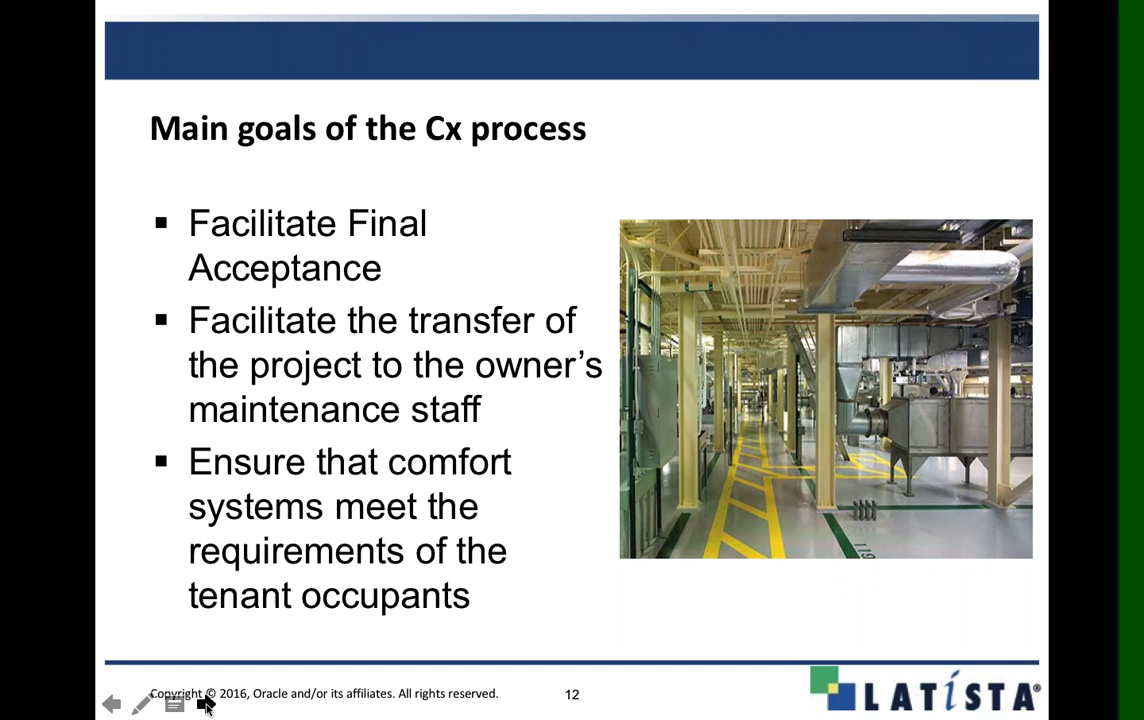 Main goals of the Cx process
▪ Facilitate Final
Acceptance
▪ Facilitate the transfer of
the project to the owner’s
maintenance staff
▪ Ensure that comfort
systems meet the
requirements of the
tenant occupants
Copyright © 2016, Oracle and/or its affiliates. All rights reserved.
12
LATíSTA®